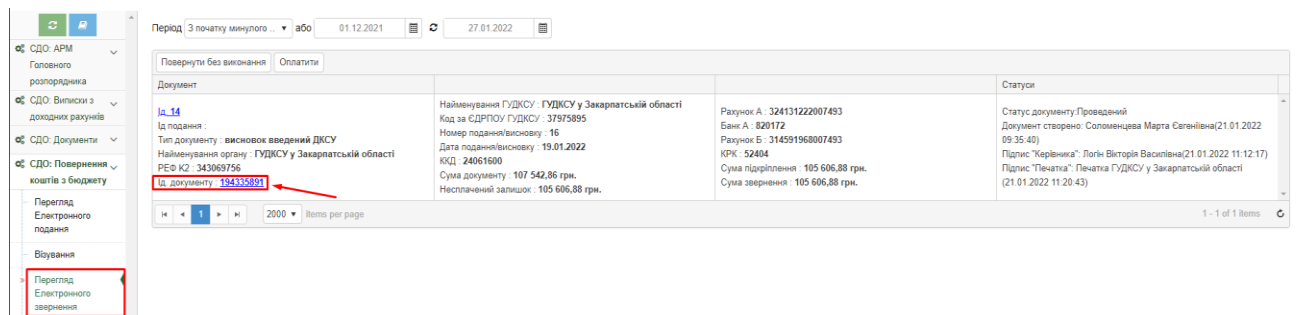 СДО: АРМ
Головного
розпорядника
СДО: Виписки з
доходних рахунків
СДО: Документи
СДО: Повернення
коштів з бюджету
Перегляд
Електронного
подання
Візування
Перегляд
Електронного
звернення
Період З початку минулого .. або 01.12.2021 27.01.2022
Повернути без виконання Оплатити
Документ Статуси
Ід. 14
Ід подання :
Тип документу : висновок введений ДКСУ
Найменування органу : ГУДКСУ у Закарпатській області
РЕФ К2 : 343069756
Ід. документу : 194335891
Найменування ГУДКСУ : ГУДКСУ у Закарпатській області
Код за ЄДРПОУ ГУДКСУ : 37975895
Номер подання/висновку : 16
Дата подання/висновку : 19.01.2022
ККД : 24061600
Сума документу : 107 542,86 грн.
Несплачений залишок : 105 606,88 грн.
Рахунок А : 324131222007493
Банк А : 820172
Рахунок Б : 314591968007493
КРК : 52404
Сума підкріплення : 105 606,88 грн.
Сума звернення : 105 606,88 грн.
Статус документу:Проведений
Документ створено: Соломенцева Марта Євгеніївна(21.01.2022
09:35:40)
Підпис "Керівника": Логін Вікторія Василівна(21.01.2022 11:12:17)
Підпис "Печатка": Печатка ГУДКСУ у Закарпатській області
(21.01.2022 11:20:43)
1 2000 items per page 1 - 1 of 1 items